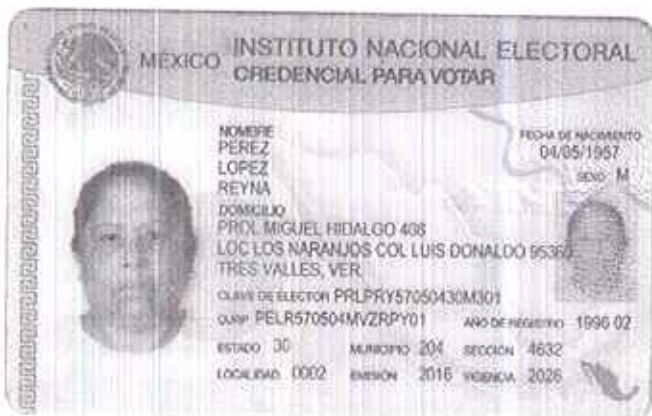 MÉXICO INSTITUTO NACIONAL ELECTORAL
CREDENCIAL PARA VOTAR
NOMBRE
PEREZ
LOPEZ
REYNA
FECHA DE NACIMIENTO
04/05/1957
SEXO M
DOMICILIO
PROL MIGUEL HIDALGO 408
LOC LOS NARANJOS COL LUIS DONALDO 95360
TRES VALLES, VER.
CLAVE DE ELECTOR PRLPRY57050430M301
CURP PELR570504MVZRPY01 AÑO DE REGISTRO 1996 02
ESTADO 30 MUNICIPIO 204 SECCIÓN 4632
LOCALIDAD 0002 EMISIÓN 2016 VIGENCIA 2026